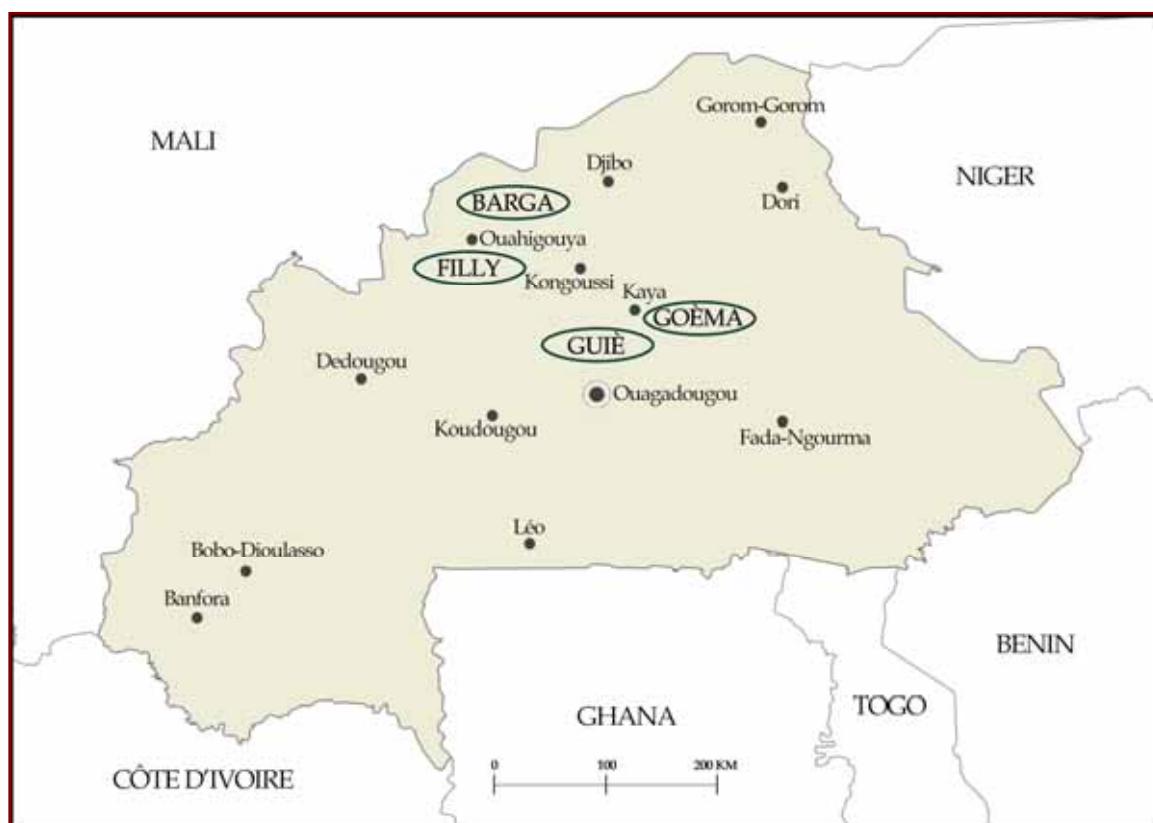 Gorom-Gorom
MALI
Djibo
NIGER
BARGA
Dori
Ouahigouya
FILLY
Kongoussi
Kaya
GOÈMA
GUIÈ
Dedougou
Ouagadougou
Koudougou
Fada-Ngourma
Léo
Bobo-Dioulasso
Banfora
BENIN
TOGO
GHANA
0 100 200 KM
CÔTE D'IVOIRE